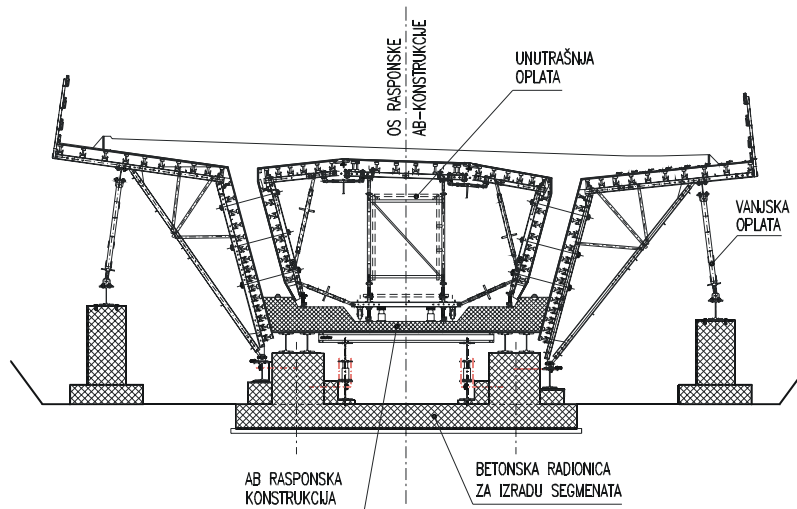 OS RASPONSKE
AB-KONSTRUKCIJE
UNUTRAŠNJA
OPLATA
VANJSKA
OPLATA
AB RASPONSKA
KONSTRUKCIJA
BETONSKA RADIONICA
ZA IZRADU SEGMENATA